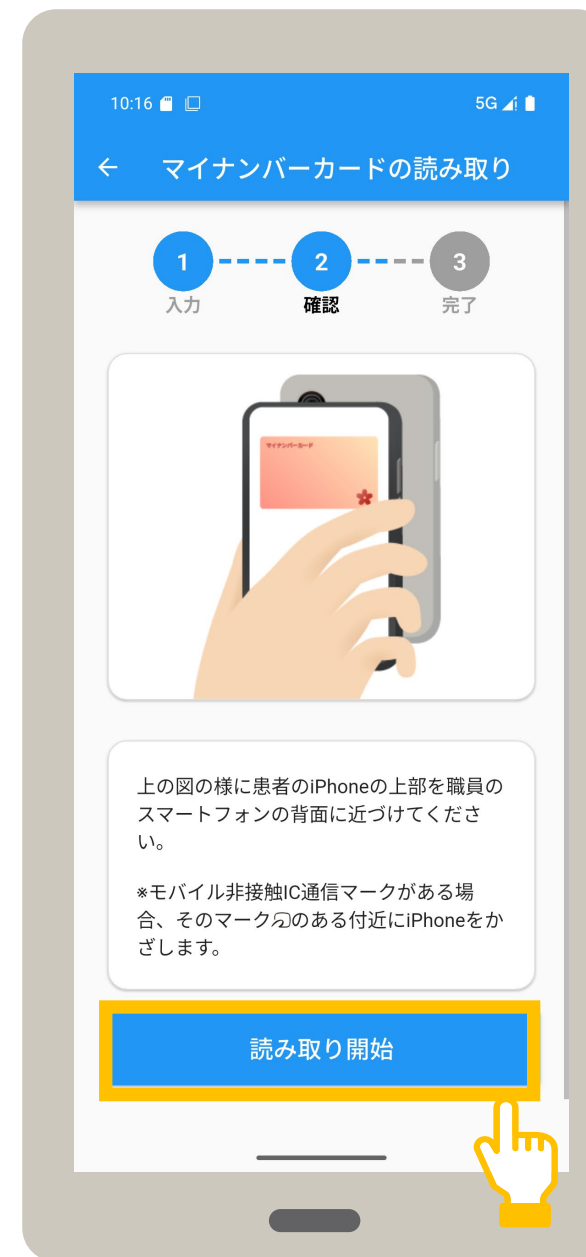 10:16 5G
マイナンバーカードの読み取り
1 2 3
入力 確認 完了
マイナンバーカード
上の図の様に患者のiPhoneの上部を職員の
スマートフォンの背面に近づけてくださ
い。
※モバイル非接触IC通信マークがある場
合、そのマークのある付近にiPhoneをか
ざします。
読み取り開始